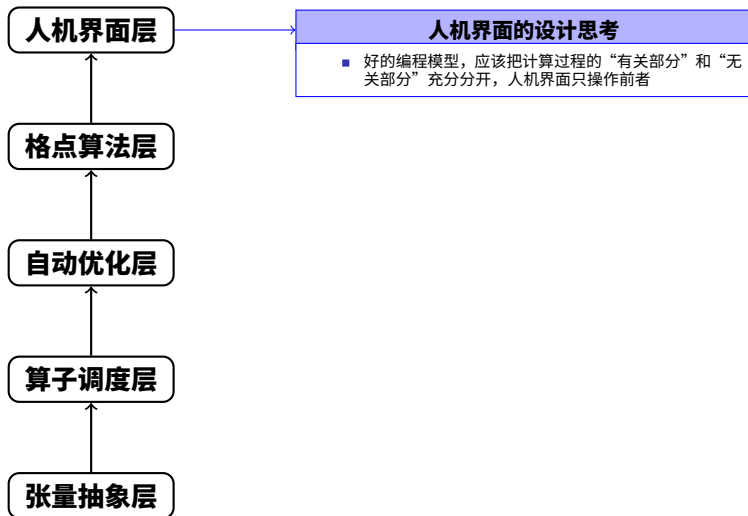 人机界面层
人机界面的设计思考
好的编程模型，应该把计算过程的“有关部分”和“无
关部分”充分分开，人机界面只操作前者
格点算法层
自动优化层
算子调度层
张量抽象层